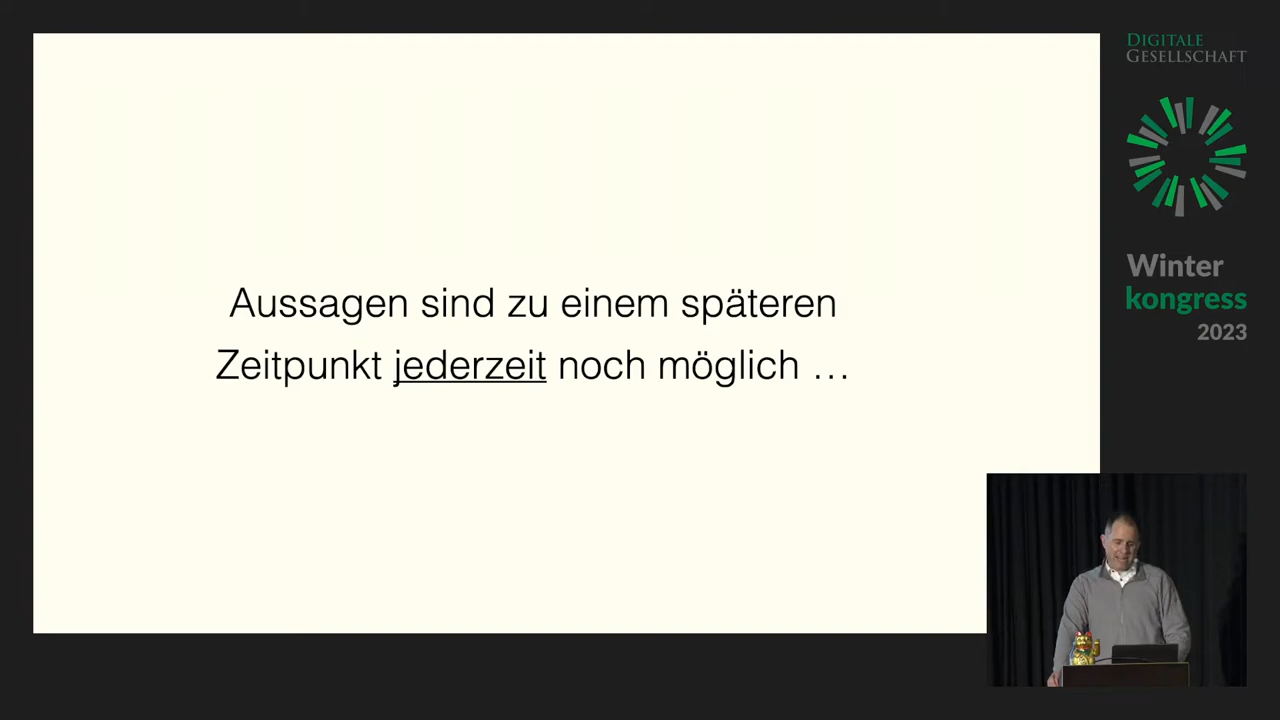 Aussagen sind zu einem späteren
Zeitpunkt jederzeit noch möglich …
DIGITALE
GESELLSCHAFT
Winter
kongress
2023